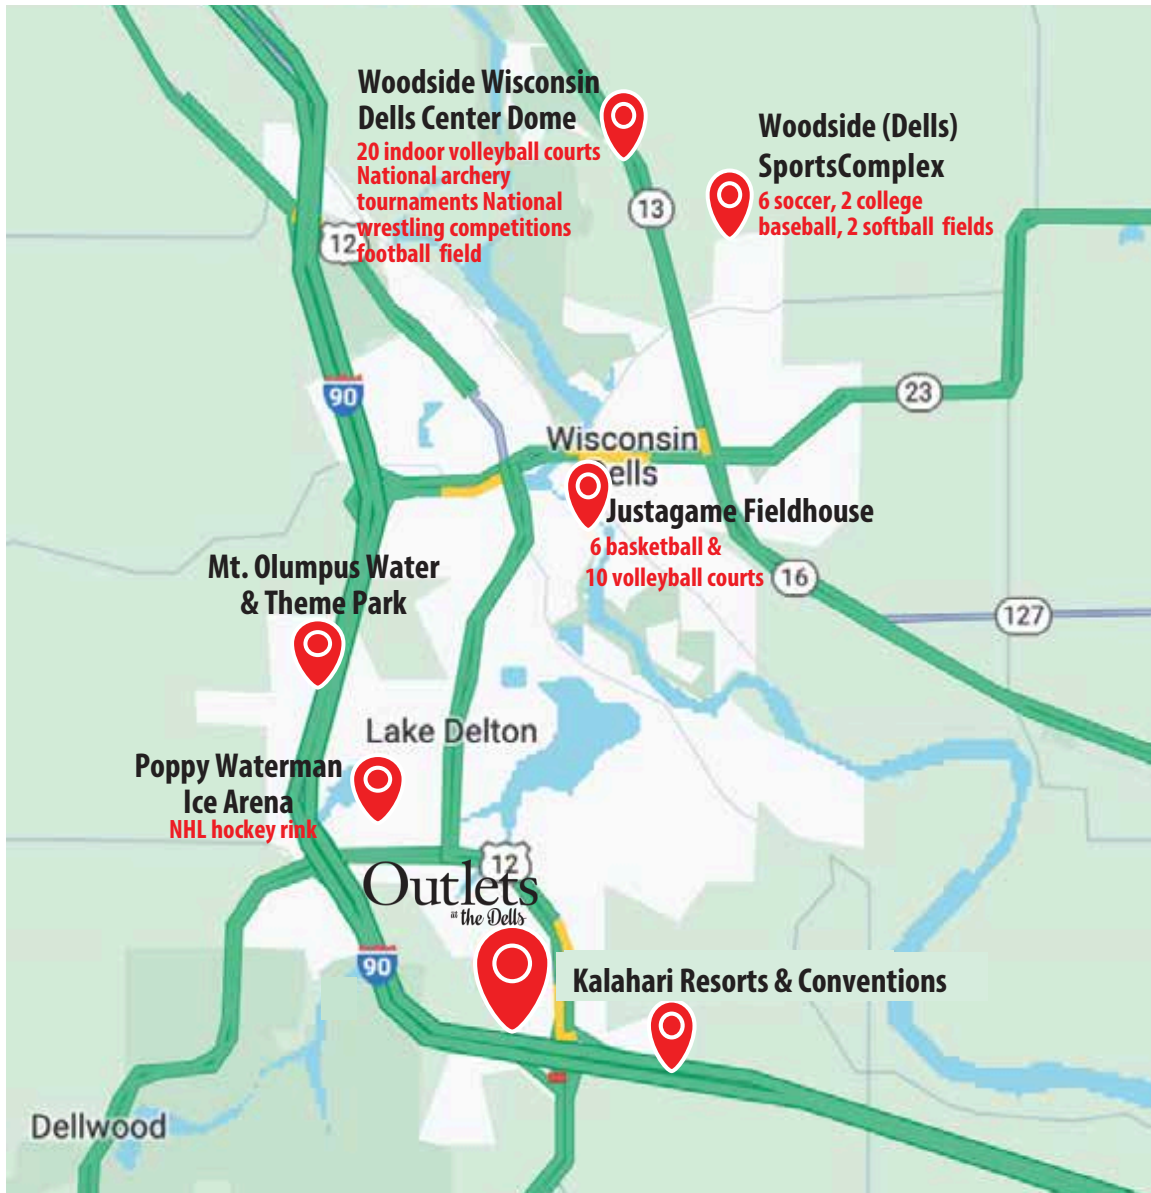 Woodside Wisconsin
Dells Center Dome
20 indoor volleyball courts
National archery
tournaments National
wrestling competitions
football field
Woodside (Dells)
SportsComplex
6 soccer, 2 college
baseball, 2 softball fields
13
12
90
23
Wisconsin
Dells
Justagame Fieldhouse
6 basketball &
10 volleyball courts
16
127
Mt. Olumpus Water
& Theme Park
Lake Delton
Poppy Waterman
Ice Arena
NHL hockey rink
12
Outlets
at the Dells
90
Kalahari Resorts & Conventions
Dellwood